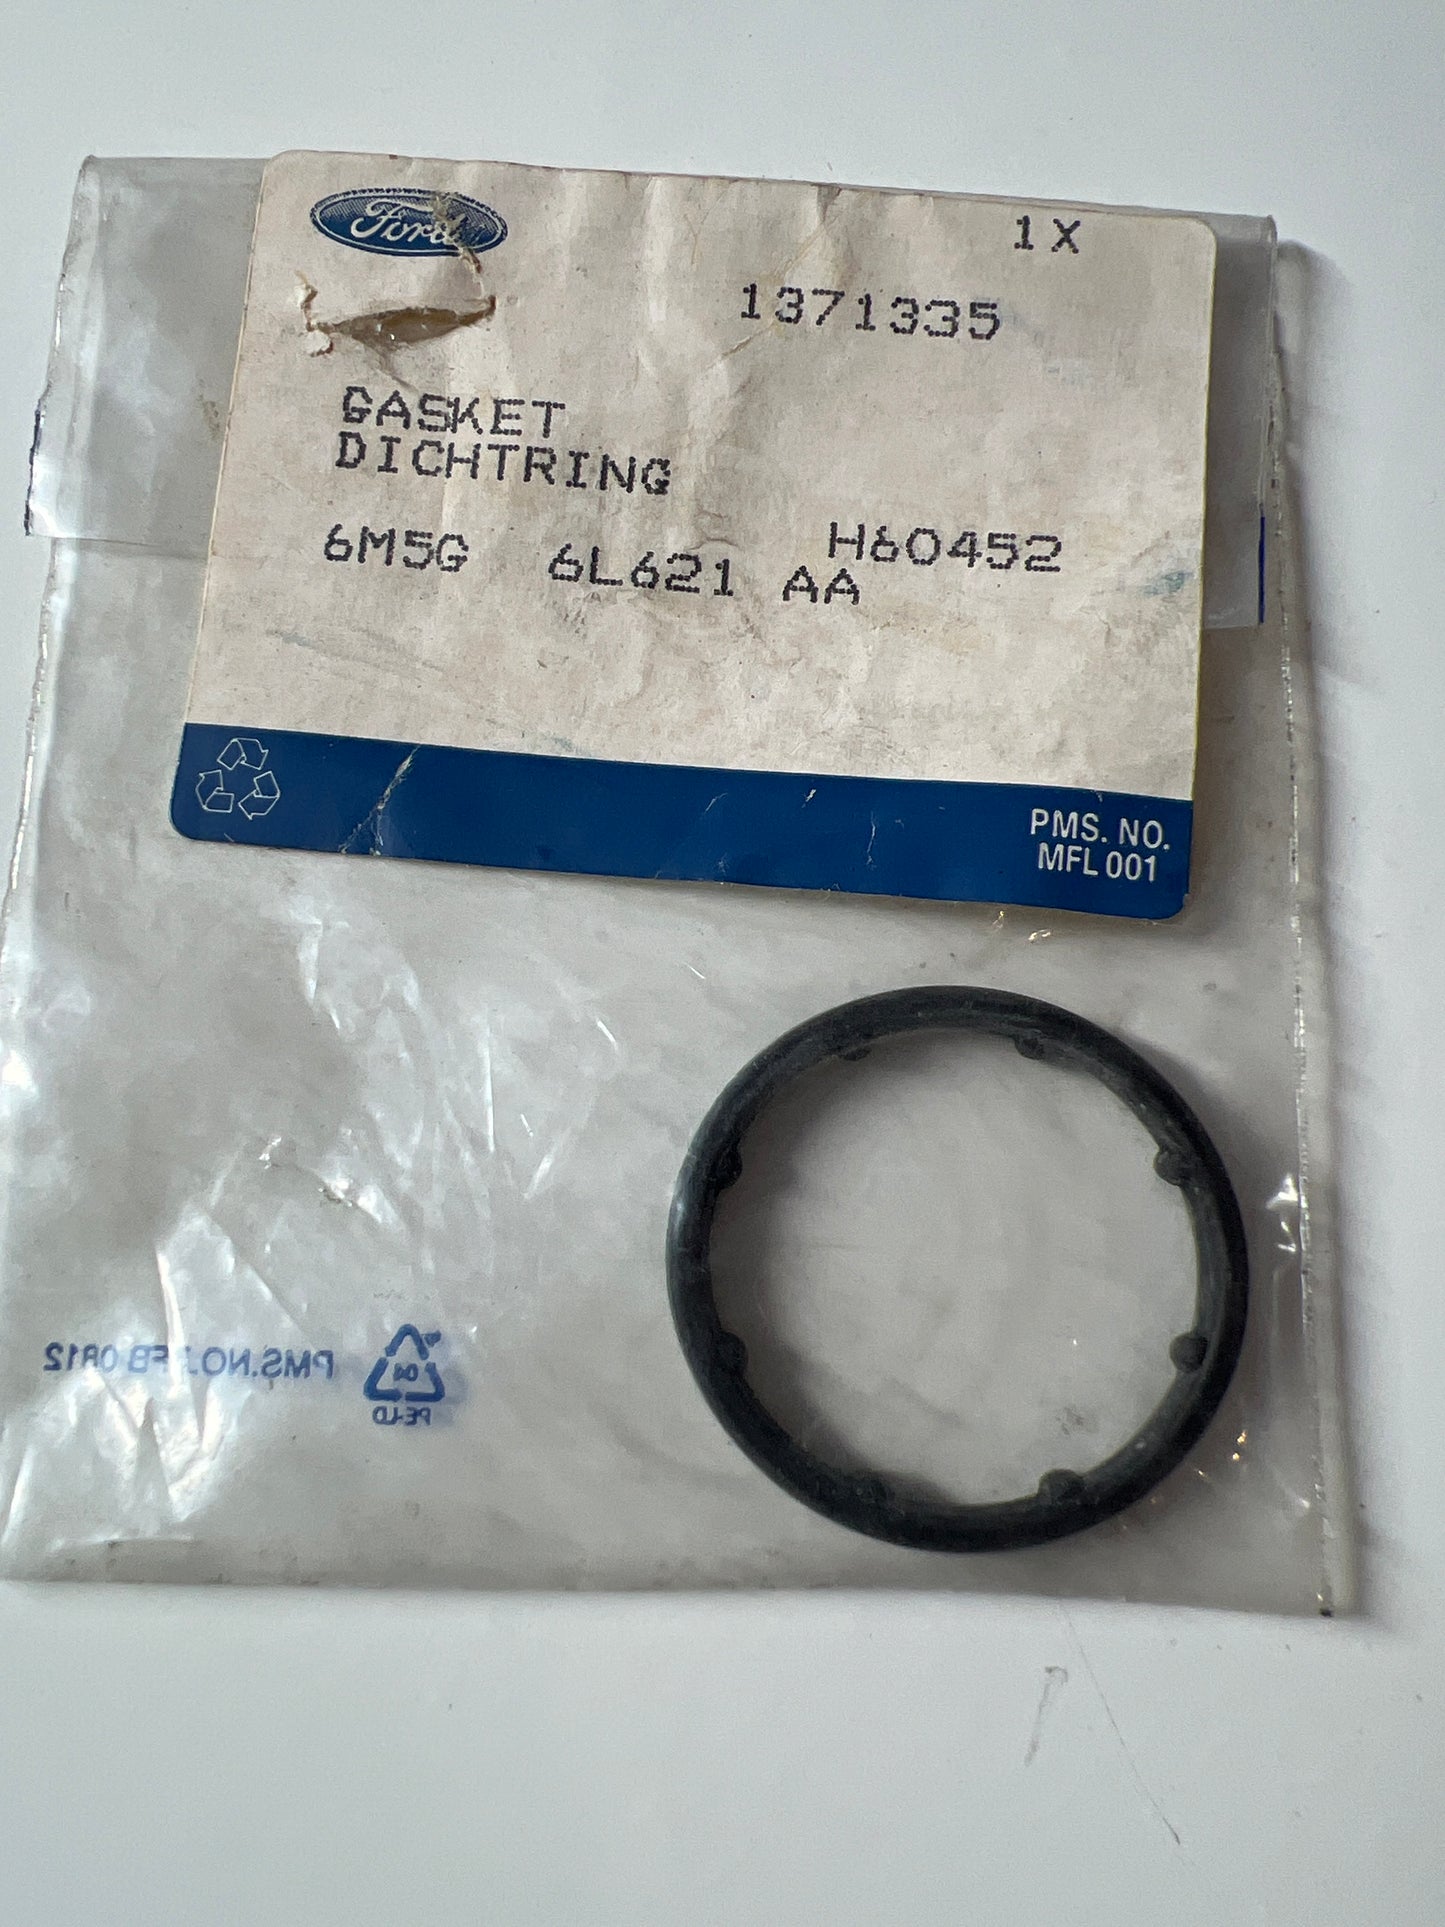 Ford
1X
1371335
GASKET
DICHTRING
6M5G 6L621 AA H60452
PMS. NO.
MFL 001
PMS.NO. FB 0812
04
PE-LD